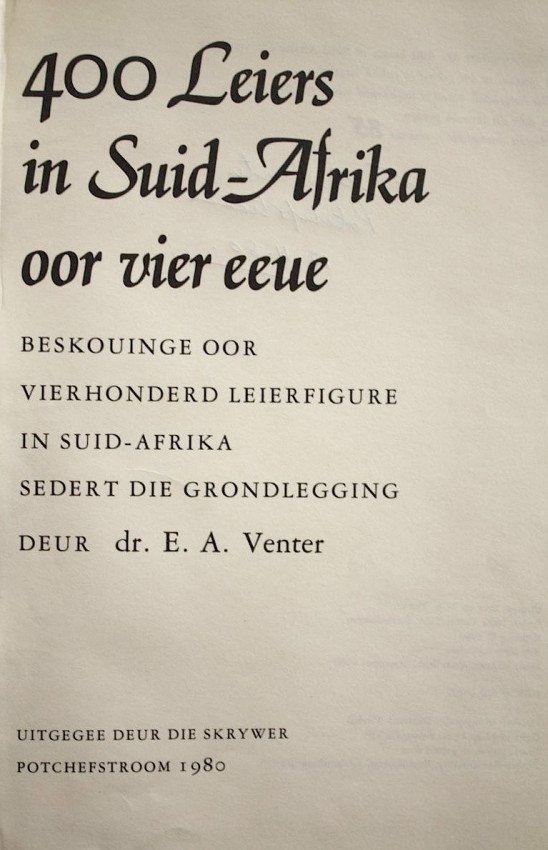 400 Leiers
in Suid-Afrika
oor vier eeue
BESKOUINGE OOR
VIERHONDERD LEIERFIGURE
IN SUID-AFRIKA
SEDERT DIE GRONDLEGGING
DEUR dr. E. A. Venter
UITGEGEE DEUR DIE SKRYWER
POTCHEFSTROOM 1980